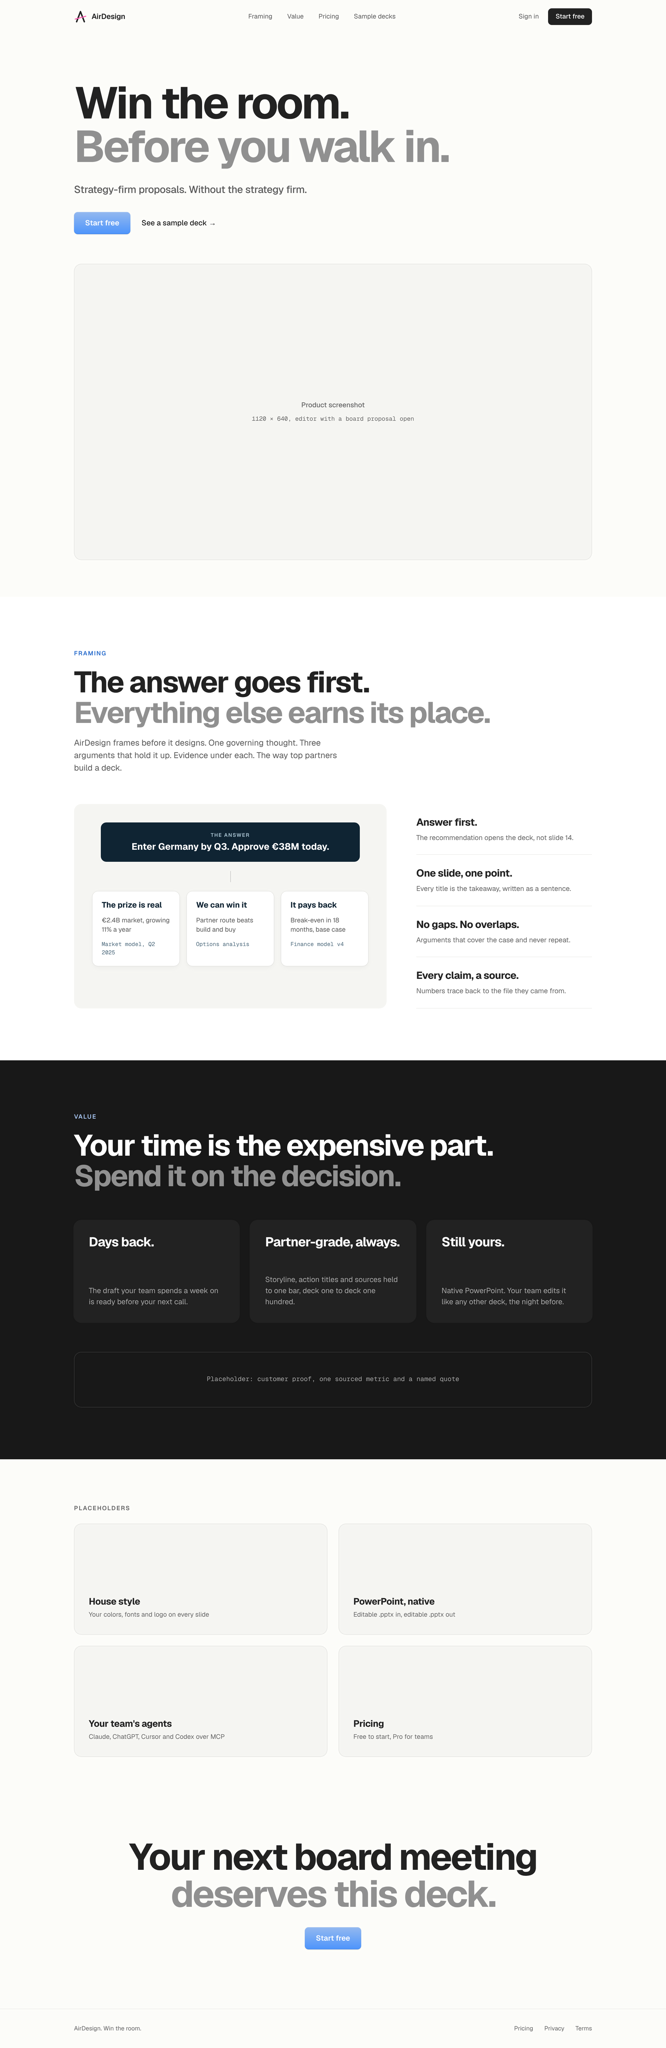 AirDesign
Framing
Value
Pricing
Sample decks
Sign in
Start free
Win the room.
Before you walk in.
Strategy-firm proposals. Without the strategy firm.
Start free
See a sample deck →
Product screenshot
1120 × 640, editor with a board proposal open
FRAMING
The answer goes first.
Everything else earns its place.
AirDesign frames before it designs. One governing thought. Three
arguments that hold it up. Evidence under each. The way top partners
build a deck.
THE ANSWER
Enter Germany by Q3. Approve €38M today.
The prize is real
€2.4B market, growing
11% a year
Market model, Q2
2025
We can win it
Partner route beats
build and buy
Options analysis
It pays back
Break-even in 18
months, base case
Finance model v4
Answer first.
The recommendation opens the deck, not slide 14.
One slide, one point.
Every title is the takeaway, written as a sentence.
No gaps. No overlaps.
Arguments that cover the case and never repeat.
Every claim, a source.
Numbers trace back to the file they came from.
VALUE
Your time is the expensive part.
Spend it on the decision.
Days back.
The draft your team spends a week on
is ready before your next call.
Partner-grade, always.
Storyline, action titles and sources held
to one bar, deck one to deck one
hundred.
Still yours.
Native PowerPoint. Your team edits it
like any other deck, the night before.
Placeholder: customer proof, one sourced metric and a named quote
PLACEHOLDERS
House style
Your colors, fonts and logo on every slide
PowerPoint, native
Editable .pptx in, editable .pptx out
Your team's agents
Claude, ChatGPT, Cursor and Codex over MCP
Pricing
Free to start, Pro for teams
Your next board meeting
deserves this deck.
Start free
AirDesign. Win the room.
Pricing
Privacy
Terms